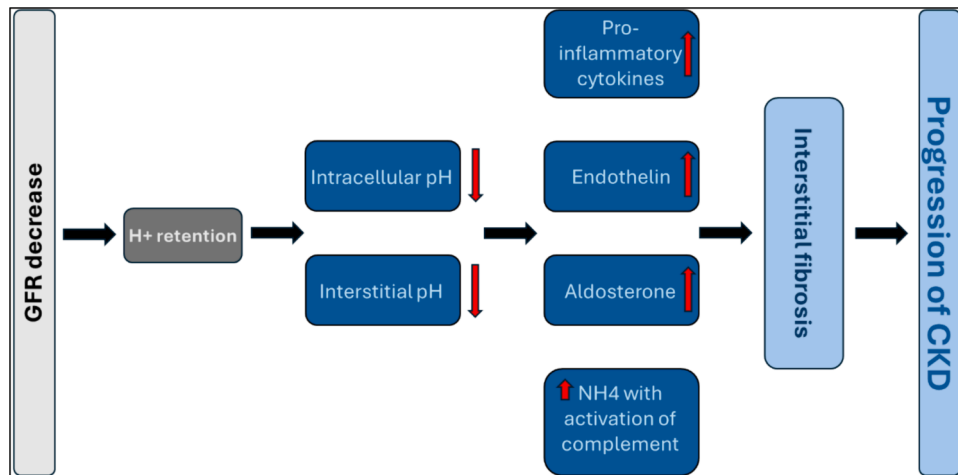 GFR decrease
H+ retention
Intracellular pH
Interstitial pH
Pro-
inflammatory
cytokines
Endothelin
Aldosterone
NH4 with
activation of
complement
Interstitial fibrosis
Progression of CKD